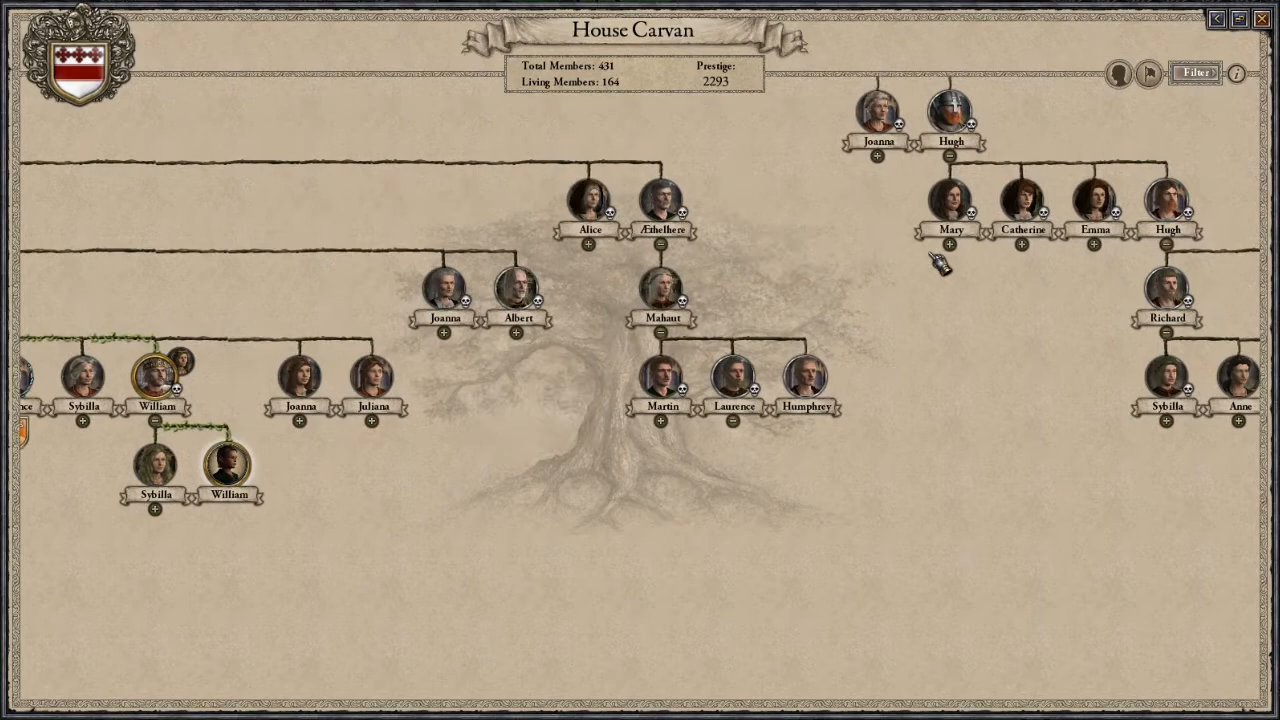 House Carvan
Total Members: 431
Prestige:
Living Members: 164
2293
Filter
Joanna
Hugh
Alice
Æthelhere
Mary
Catherine
Emma
Hugh
Joanna
Albert
Mahaut
Richard
nce
Sybilla
William
Joanna
Juliana
Martin
Laurence
Humphrey
Sybilla
Anne
Sybilla
William